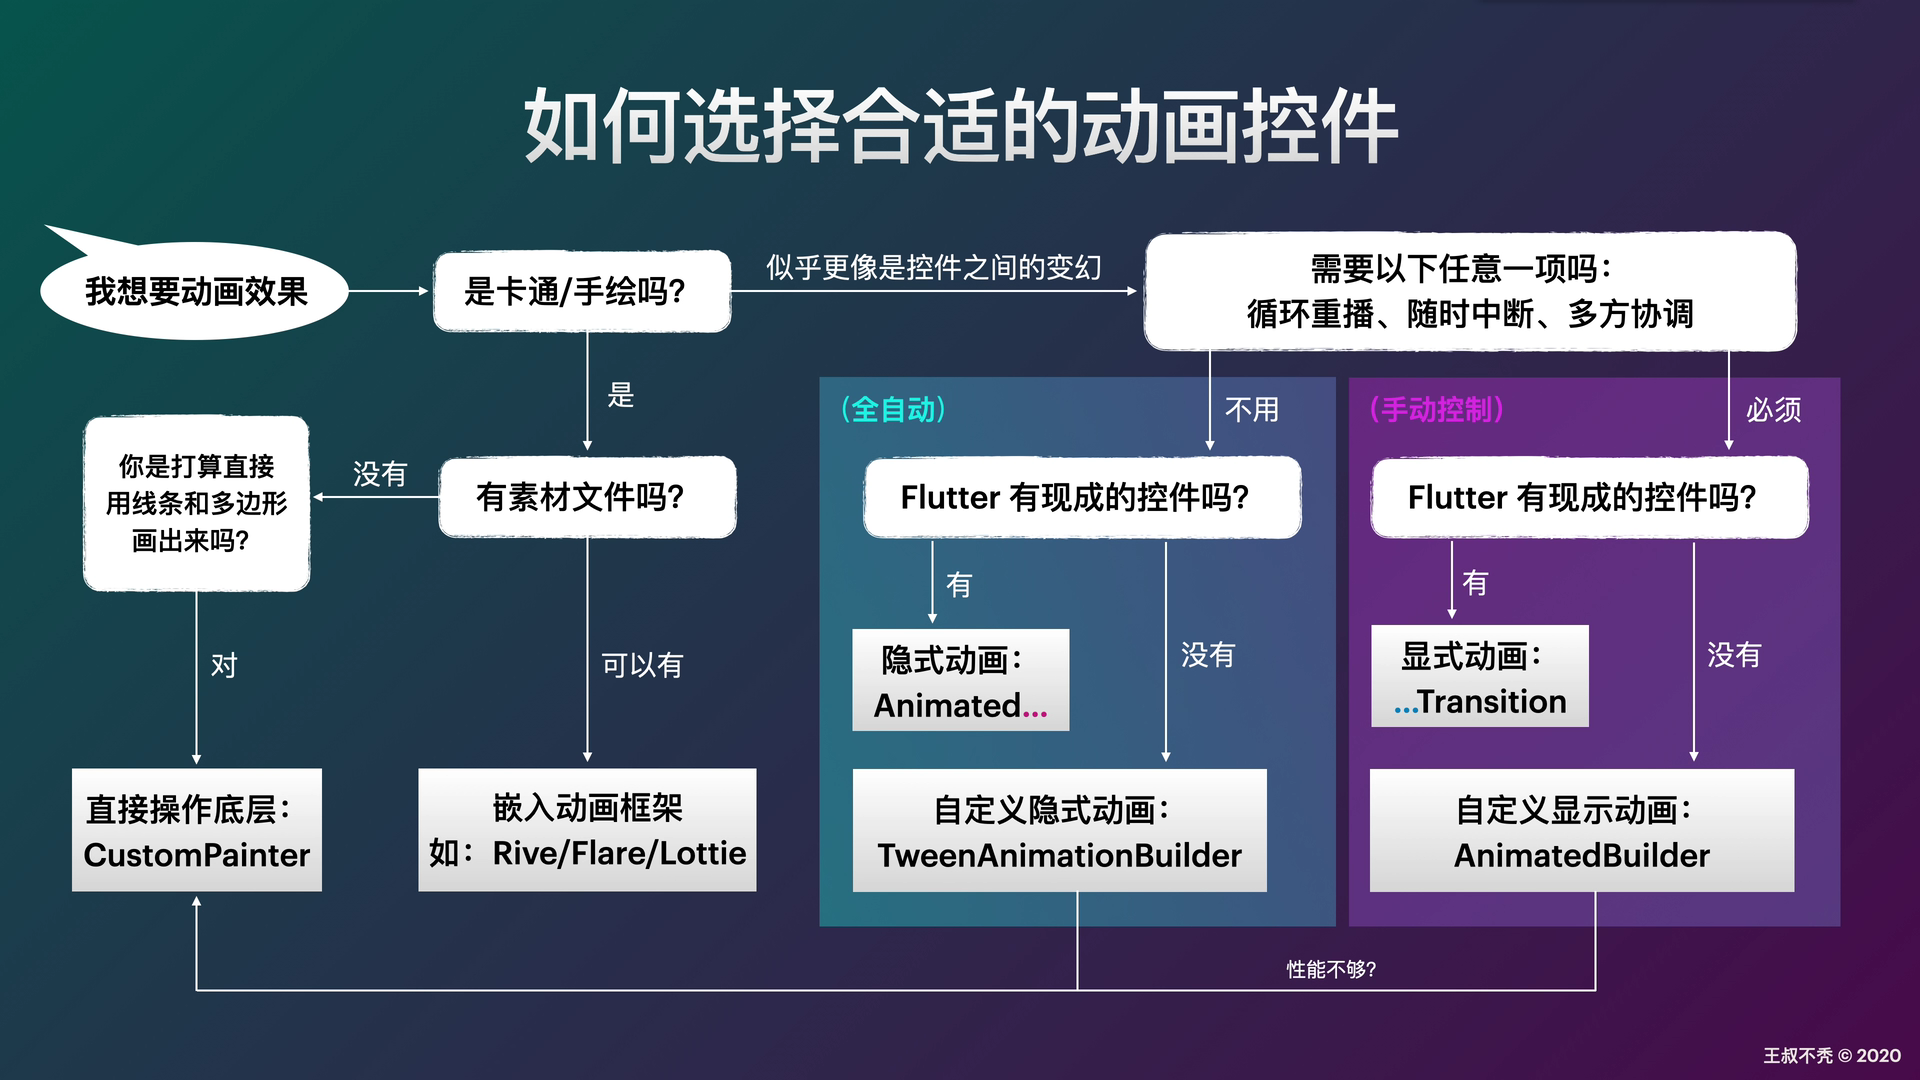 如何选择合适的动画控件
我想要动画效果
是卡通/手绘吗？
似乎更像是控件之间的变幻
需要以下任意一项吗：
循环重播、随时中断、多方协调
是
（全自动）
不用
（手动控制）
必须
你是打算直接
用线条和多边形
画出来吗？
没有
有素材文件吗？
Flutter 有现成的控件吗？
Flutter 有现成的控件吗？
有
有
对
可以有
隐式动画：
Animated...
没有
显式动画：
...Transition
没有
直接操作底层：
CustomPainter
嵌入动画框架
如：Rive/Flare/Lottie
自定义隐式动画：
TweenAnimationBuilder
自定义显示动画：
AnimatedBuilder
性能不够？
王叔不秃 © 2020